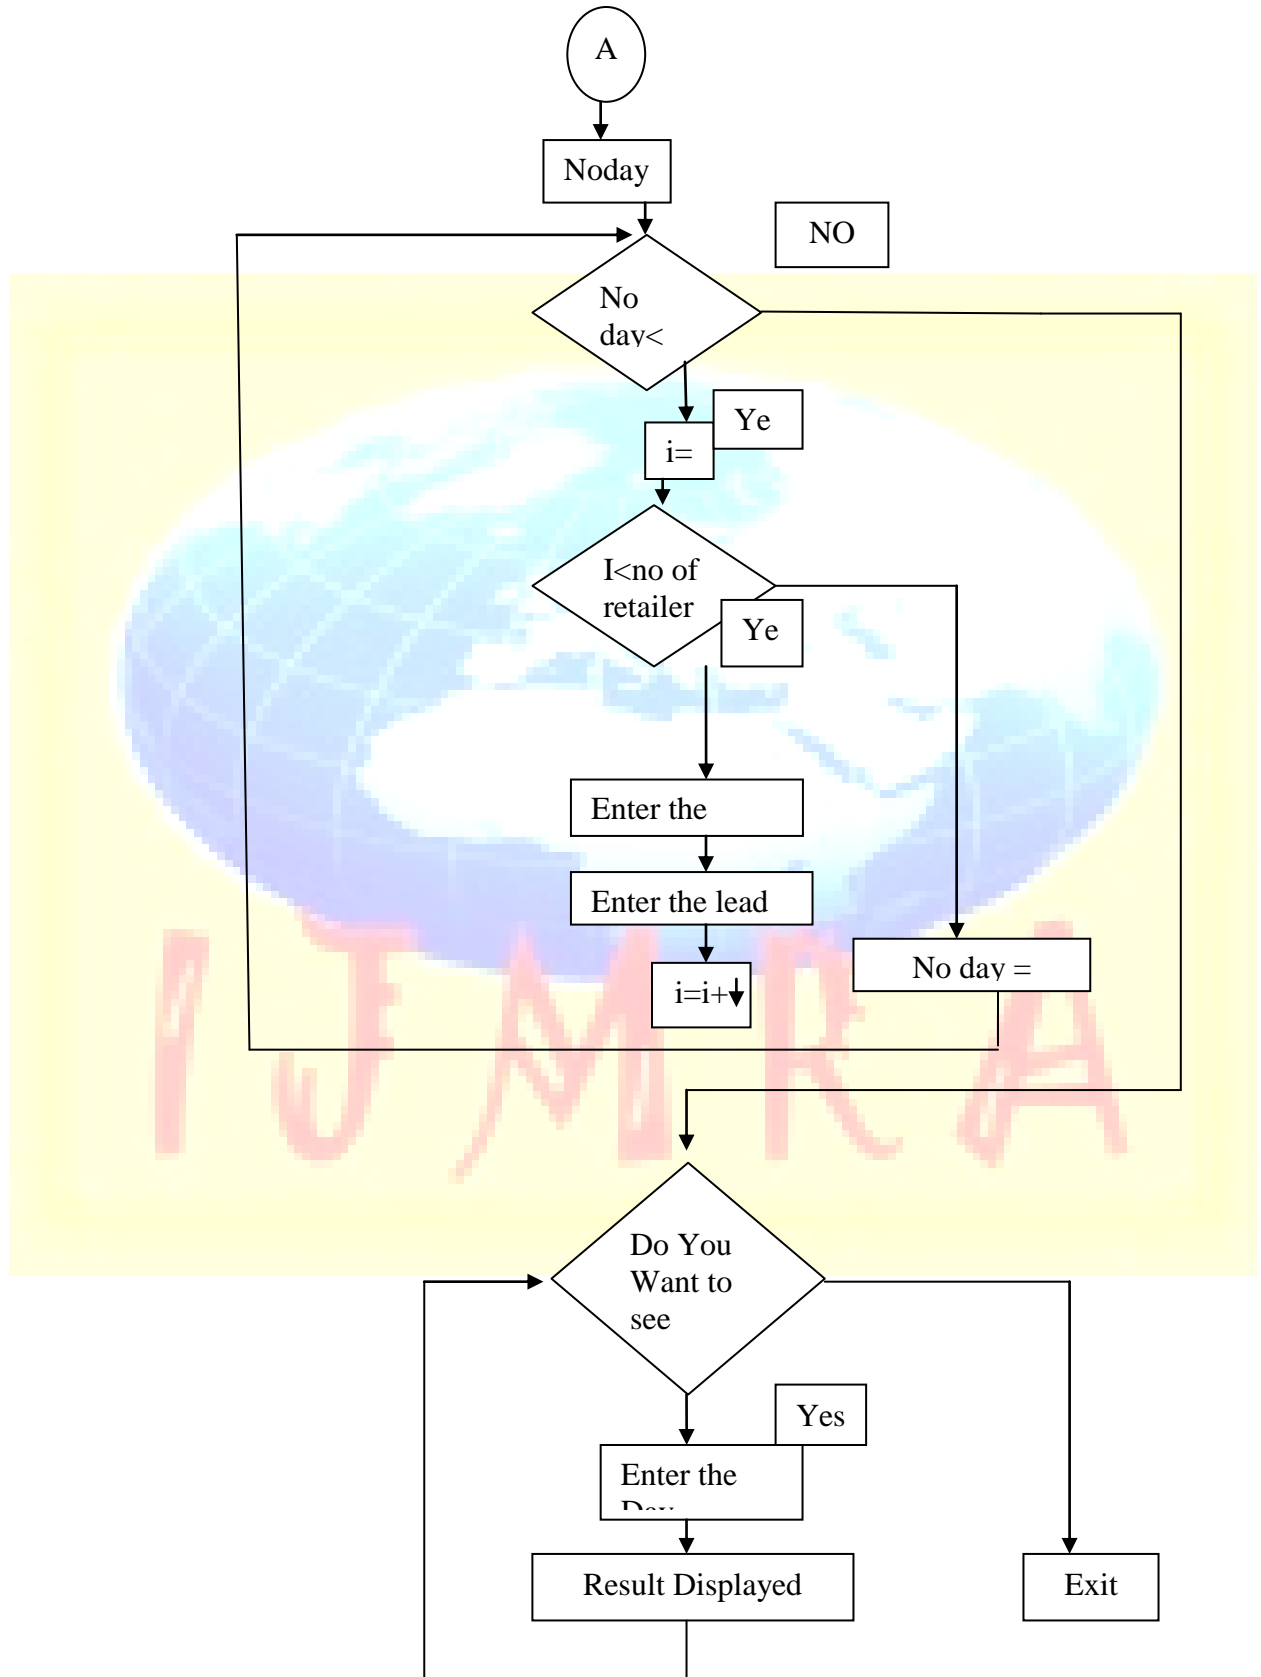 A
Noday
NO
No
day<
Ye
i=
I<no of
retailer
Ye
Enter the
Enter the lead
i=i+
No day =
IJMRA
Do You
Want to
see
Yes
Enter the
Day
Result Displayed
Exit